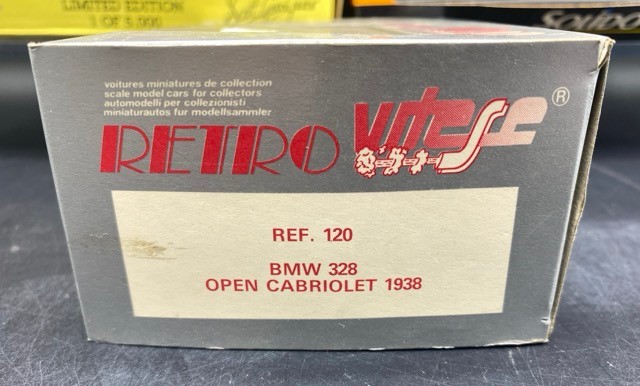 LIMITED EDITION
1 OF 5,000
SOLIDO
voitures miniatures de collection
scale model cars for collectors
automodelli per collezionisti
miniaturautos fur modellsammler
RETRO vitesse ®
REF. 120
BMW 328
OPEN CABRIOLET 1938